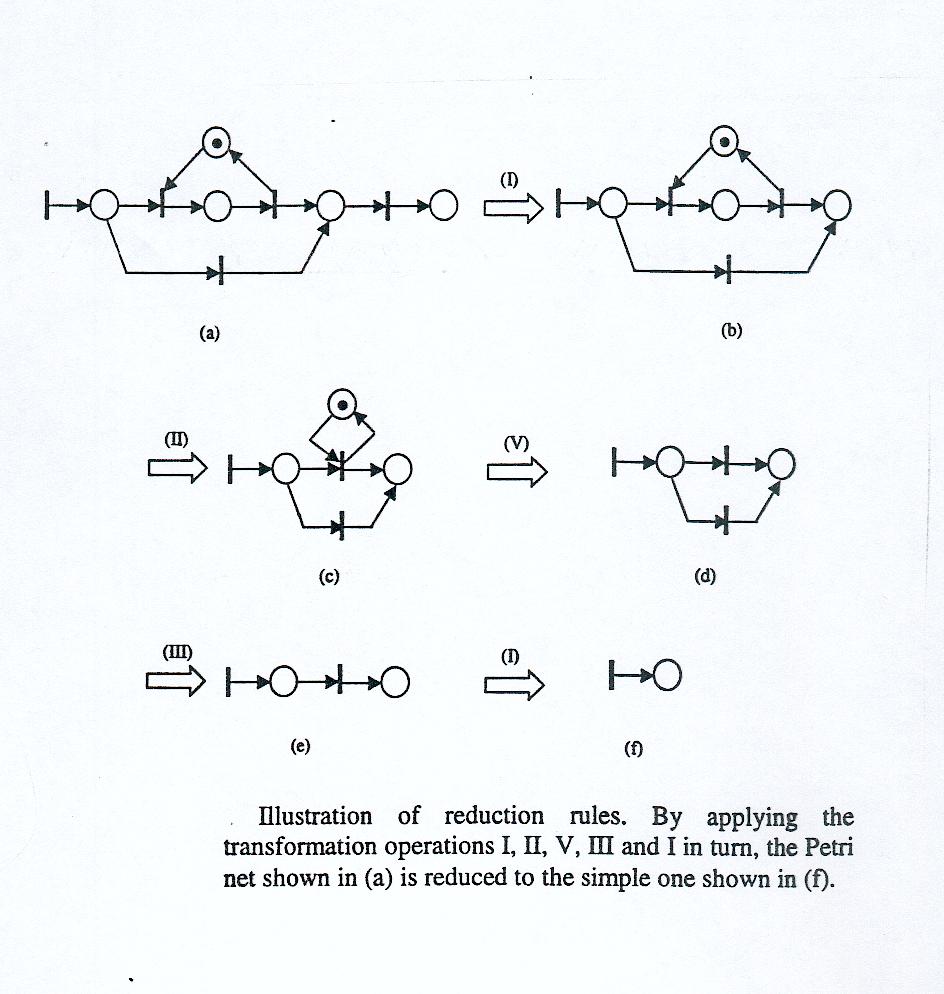 (I)
(a)
(b)
(II)
(V)
(c)
(d)
(III)
(I)
(e)
(f)
Illustration of reduction rules. By applying the
transformation operations I, II, V, III and I in turn, the Petri
net shown in (a) is reduced to the simple one shown in (f).